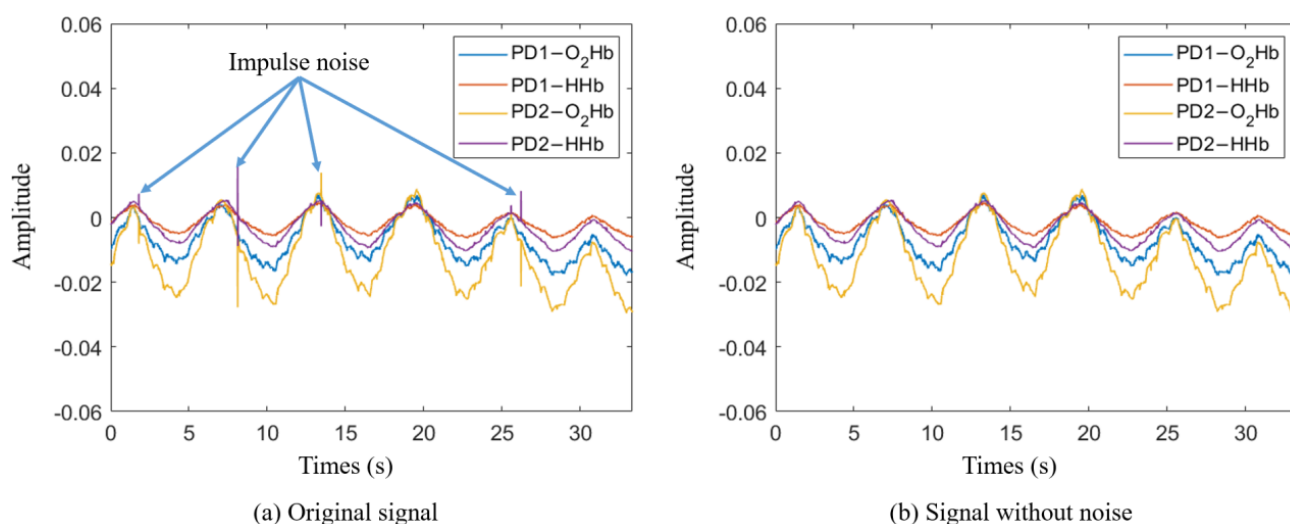 0.06
0.04
0.02
0
-0.02
-0.04
-0.06
Amplitude
Impulse noise
PD1−O₂Hb
PD1−HHb
PD2−O₂Hb
PD2−HHb
0 5 10 15 20 25 30
Times (s)
(a) Original signal
0.06
0.04
0.02
0
-0.02
-0.04
-0.06
Amplitude
PD1−O₂Hb
PD1−HHb
PD2−O₂Hb
PD2−HHb
0 5 10 15 20 25 30
Times (s)
(b) Signal without noise